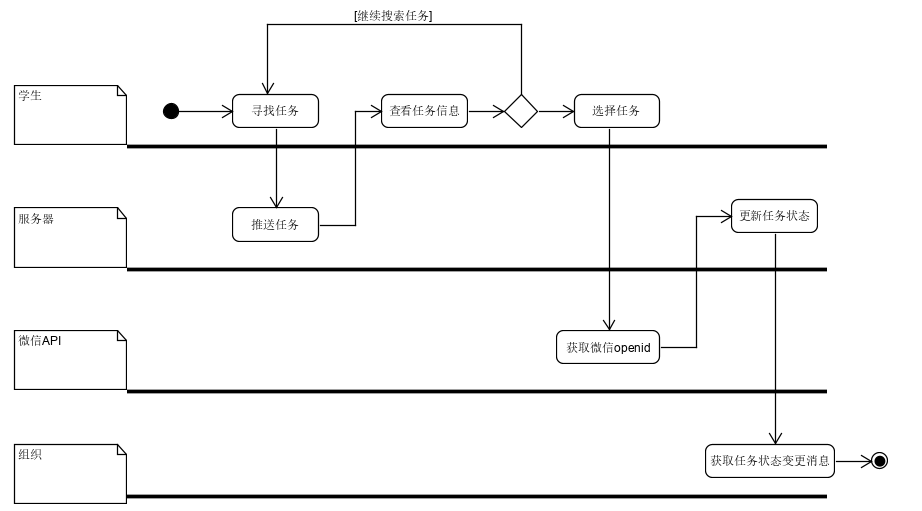 [继续搜索任务]
学生
寻找任务
查看任务信息
选择任务
服务器
推送任务
更新任务状态
微信API
获取微信openid
组织
获取任务状态变更消息